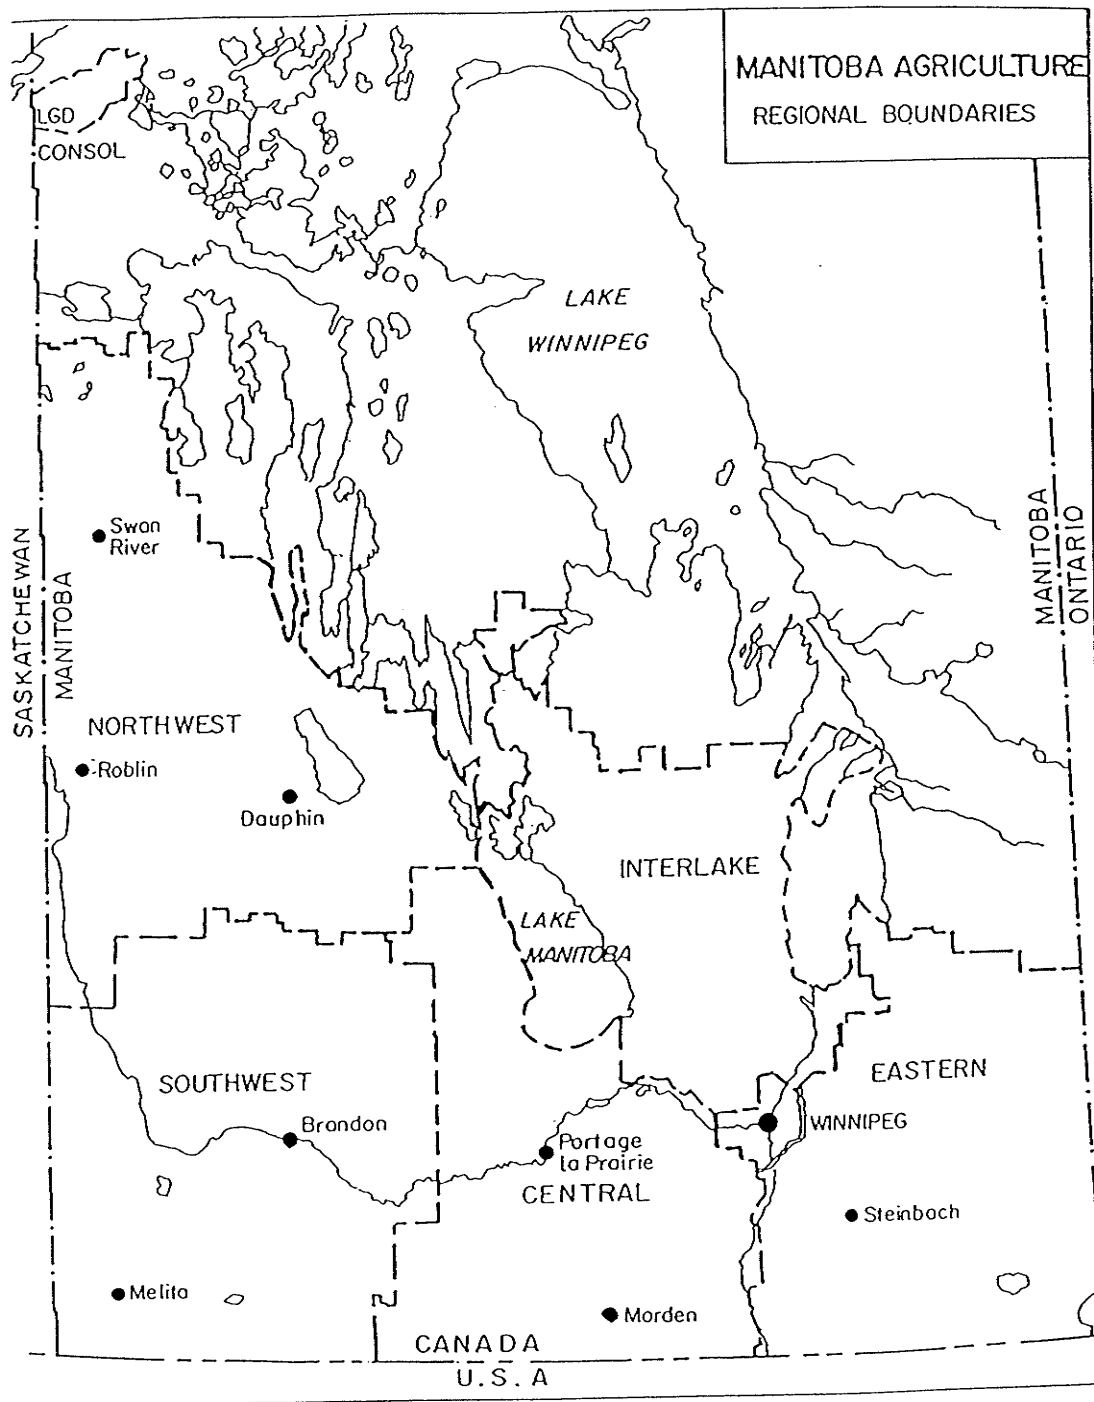 MANITOBA AGRICULTURE
REGIONAL BOUNDARIES
LGD
CONSOL
LAKE
WINNIPEG
Swan
River
SASKATCHEWAN
MANITOBA
MANITOBA
ONTARIO
NORTHWEST
Roblin
Dauphin
INTERLAKE
LAKE
MANITOBA
SOUTHWEST
EASTERN
Brandon
WINNIPEG
Portage
la Prairie
CENTRAL
Steinbach
Melita
Morden
CANADA
U.S.A